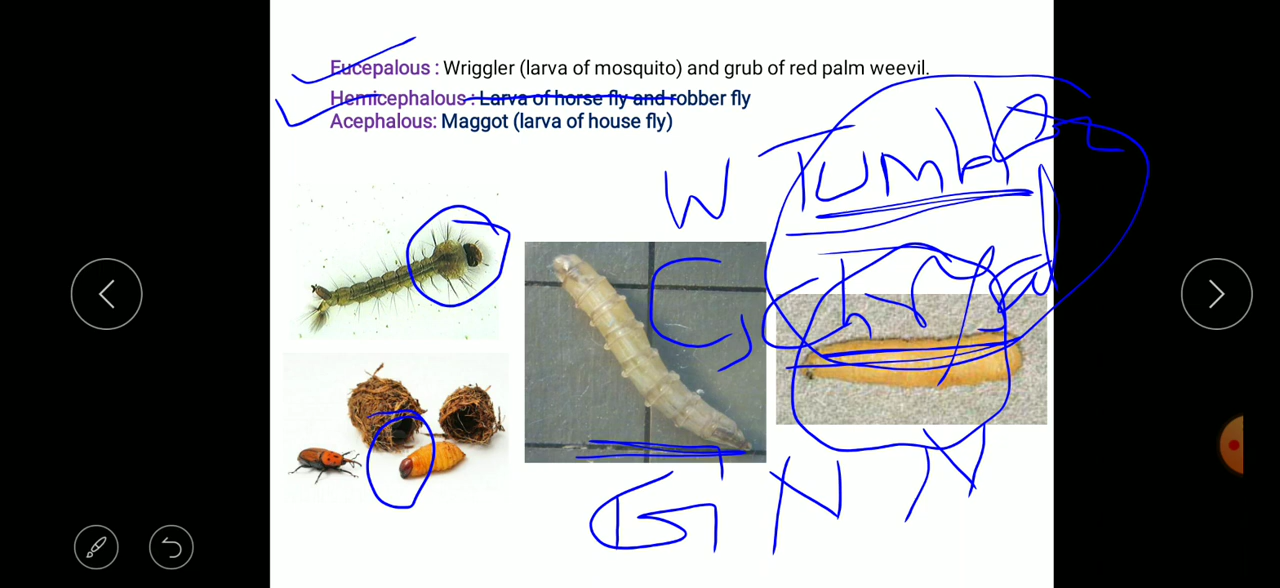 Eucepalous : Wriggler (larva of mosquito) and grub of red palm weevil.
Hemicephalous : Larva of horse fly and robber fly
Acephalous: Maggot (larva of house fly)
W
G N